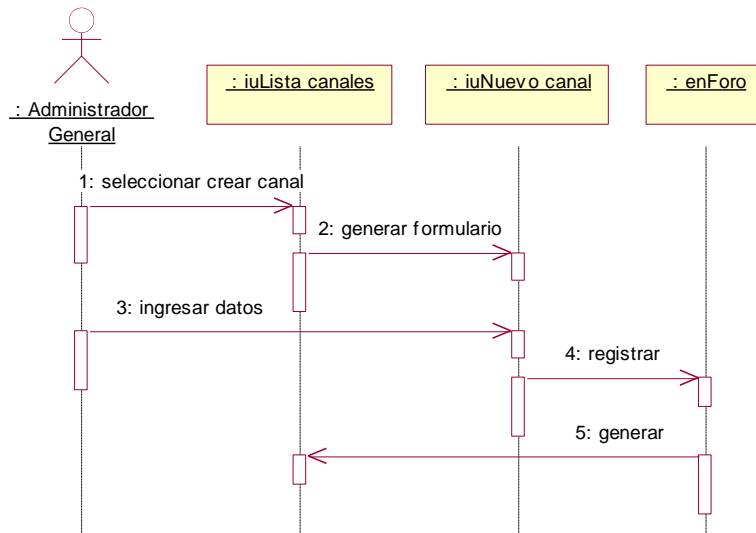 : Administrador
General
: iuLista canales
: iuNuevo canal
: enForo
1: seleccionar crear canal
2: generar formulario
3: ingresar datos
4: registrar
5: generar